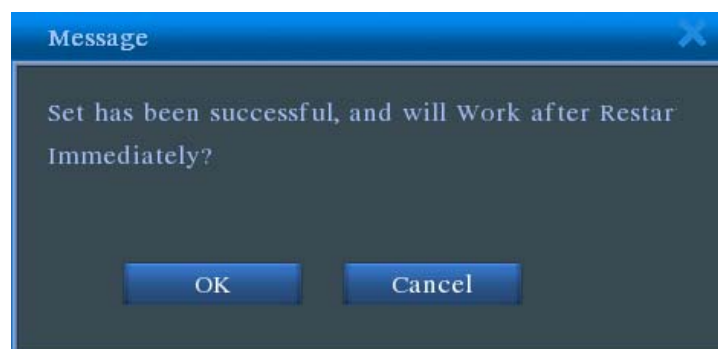 Message
Set has been successful, and will Work after Restar
Immediately?
OK
Cancel